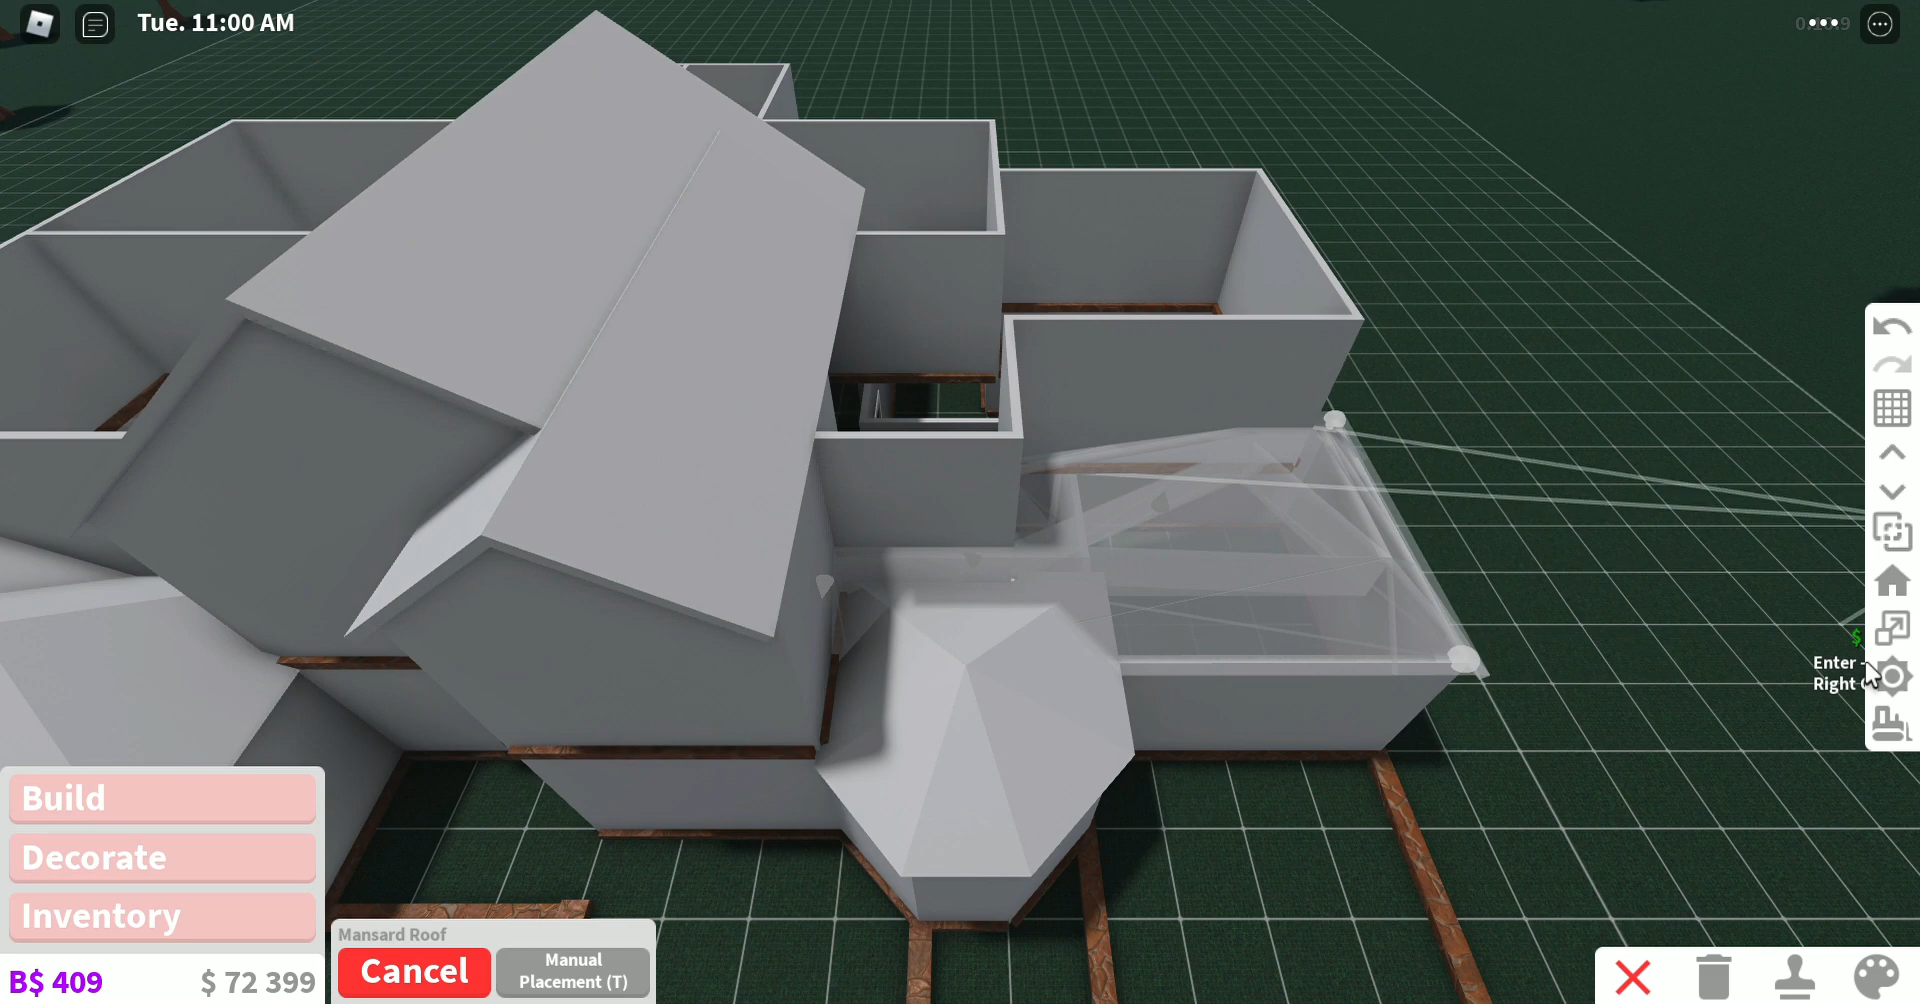 Tue. 11:00 AM
$
Enter -
Right
Build
Decorate
Inventory
B$ 409
$ 72 399
Mansard Roof
Cancel
Manual
Placement (T)